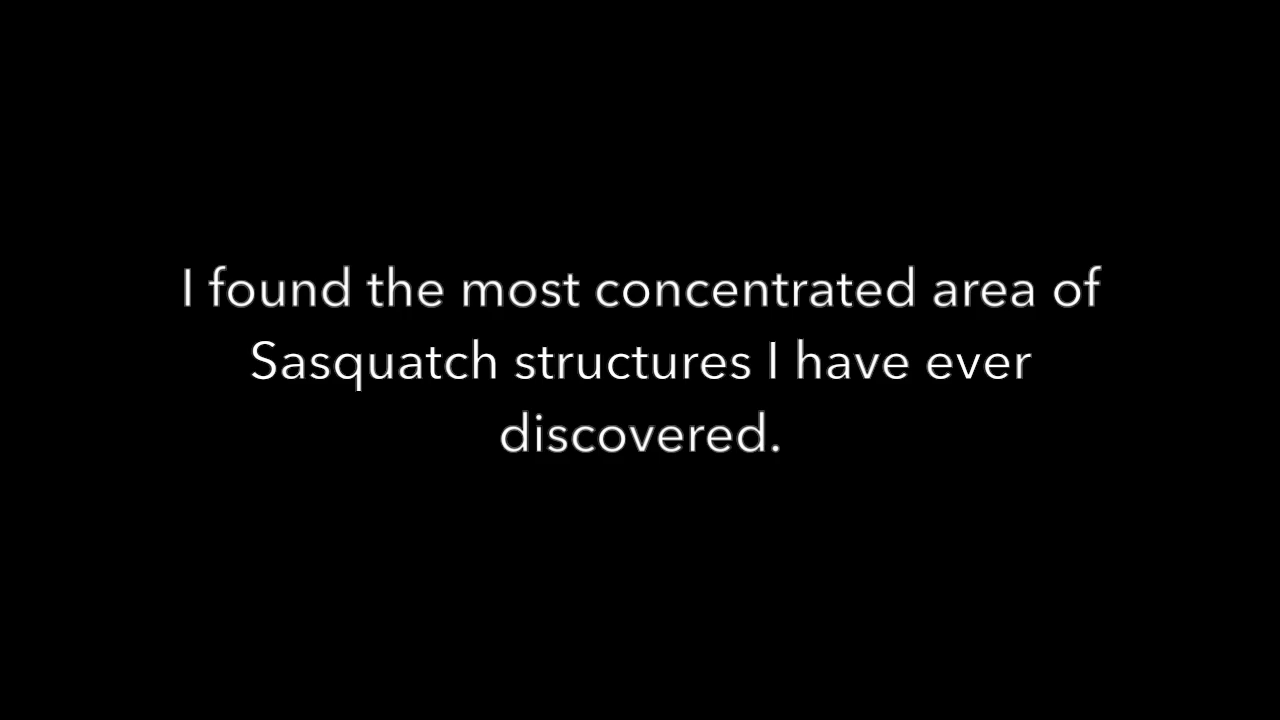 I found the most concentrated area of
Sasquatch structures I have ever
discovered.